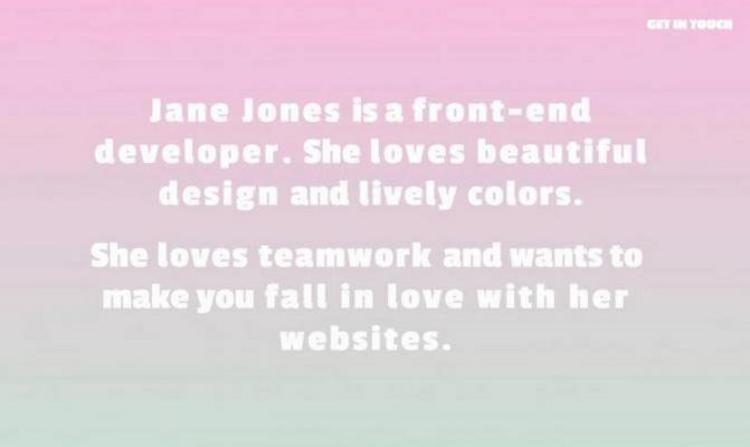 GET IN TOUCH
Jane Jones is a front-end
developer. She loves beautiful
design and lively colors.
She loves teamwork and wants to
make you fall in love with her
websites.